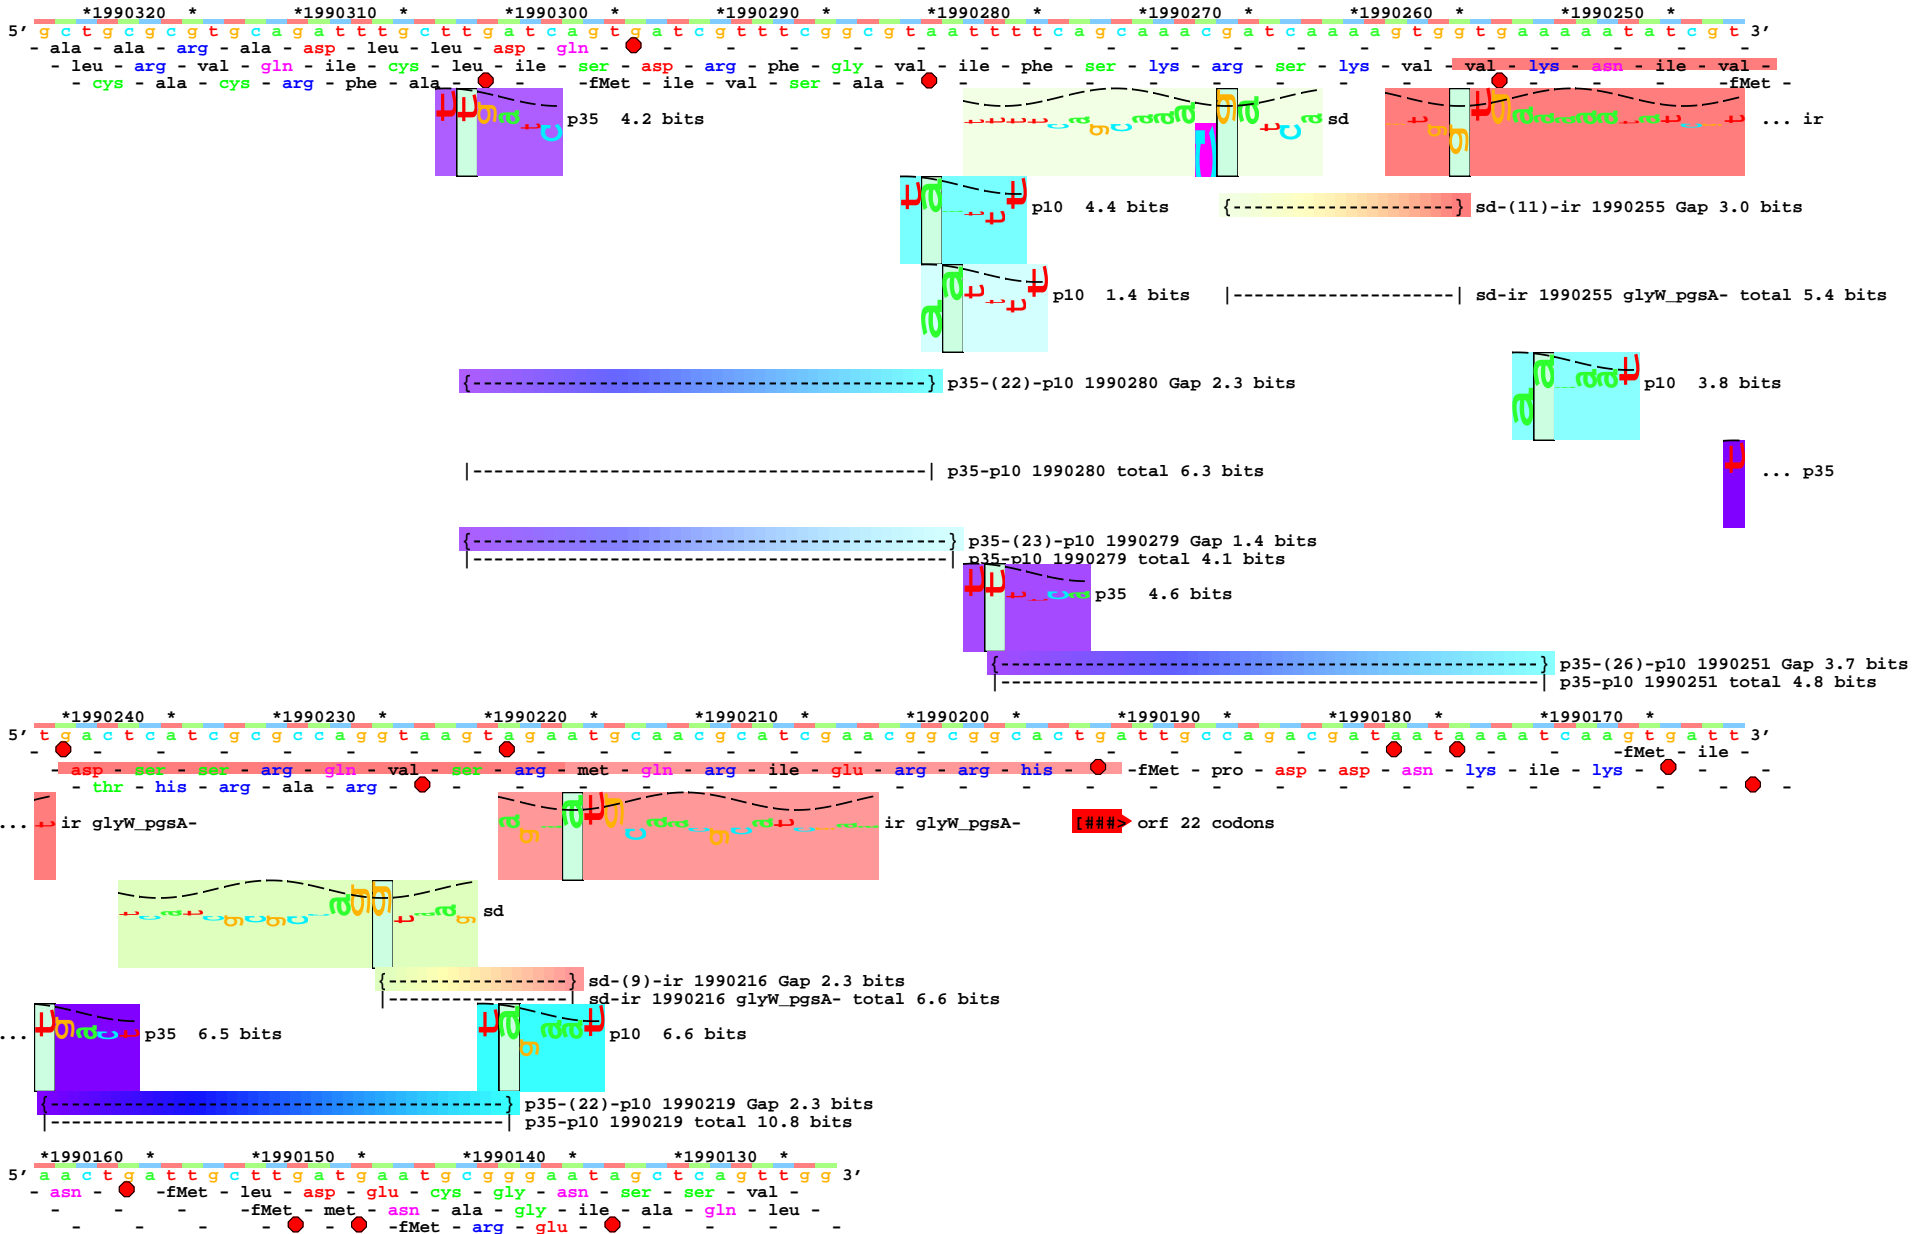 *1990320 * *1990310 * *1990300 * *1990290 * *1990280 * *1990270 * *1990260 * *1990250 *
5' g c t g c g c g t g c a g a t t t g c t t g a t c a g t g a t c g t t t c g g c g t a a t t t t c a g c a a a c g a t c a a a a g t g g t g a a a a a t a t c g t 3'
- ala - ala - arg - ala - asp - leu - leu - asp - gln - - - - - - - - - - - - - - - - - -
- leu - arg - val - gln - ile - cys - leu - ile - ser - asp - arg - phe - gly - val - ile - phe - ser - lys - arg - ser - lys - val - val - lys - asn - ile - val -
- cys - ala - cys - arg - phe - ala - - -fMet - ile - val - ser - ala - - - - - - - - - - - - - -fMet -
t t g a t c p35 4.2 bits
t t t t c a g c a a a c g a t c a sd
t g g t g a a a a a t a t c g t ... ir
t a a t t t t p10 4.4 bits
{---------} sd-(11)-ir 1990255 Gap 3.0 bits
a a t t t t p10 1.4 bits
|---------| sd-ir 1990255 glyW_pgsA- total 5.4 bits
{---------} p35-(22)-p10 1990280 Gap 2.3 bits
a a a a a t p10 3.8 bits
|---------| p35-p10 1990280 total 6.3 bits
t ... p35
{---------} p35-(23)-p10 1990279 Gap 1.4 bits
|---------| p35-p10 1990279 total 4.1 bits
t t t t c a p35 4.6 bits
{---------} p35-(26)-p10 1990251 Gap 3.7 bits
|---------| p35-p10 1990251 total 4.8 bits
*1990240 * *1990230 * *1990220 * *1990210 * *1990200 * *1990190 * *1990180 * *1990170 *
5' t g a c t c a t c g c g c c a g g t a a g t a g a a t g c a a c g c a t c g a a c g g c g g c a c t g a t t g c c a g a c g a t a a t a a a a t c a a g t g a t t 3'
- - - - - - - - - - - - - - - - - - - - - - -fMet - ile -
- asp - ser - ser - arg - gln - val - ser - arg - met - gln - arg - ile - glu - arg - arg - his - -fMet - pro - asp - asp - asn - lys - ile - lys - - -
- thr - his - arg - ala - arg - - - - - - - - - - - - - - - - - - - - - -
... t ir glyW_pgsA-
a g a a t g c a a c g c a t c g a a ir glyW_pgsA-
[###> orf 22 codons
t c a t c g c g c c a g g t a a g sd
{---------} sd-(9)-ir 1990216 Gap 2.3 bits
|---------| sd-ir 1990216 glyW_pgsA- total 6.6 bits
... t g a c t p35 6.5 bits
t a g a a t p10 6.6 bits
{---------} p35-(22)-p10 1990219 Gap 2.3 bits
|---------| p35-p10 1990219 total 10.8 bits
*1990160 * *1990150 * *1990140 * *1990130 *
5' a a c t g a t t g c t t g a t g a a t g c g g g a a t a g c t c a g t t g g 3'
- asn - -fMet - leu - asp - glu - cys - gly - asn - ser - ser - val -
- - - -fMet - met - asn - ala - gly - ile - ala - gln - leu -
- - - - - -fMet - arg - glu - - - - -